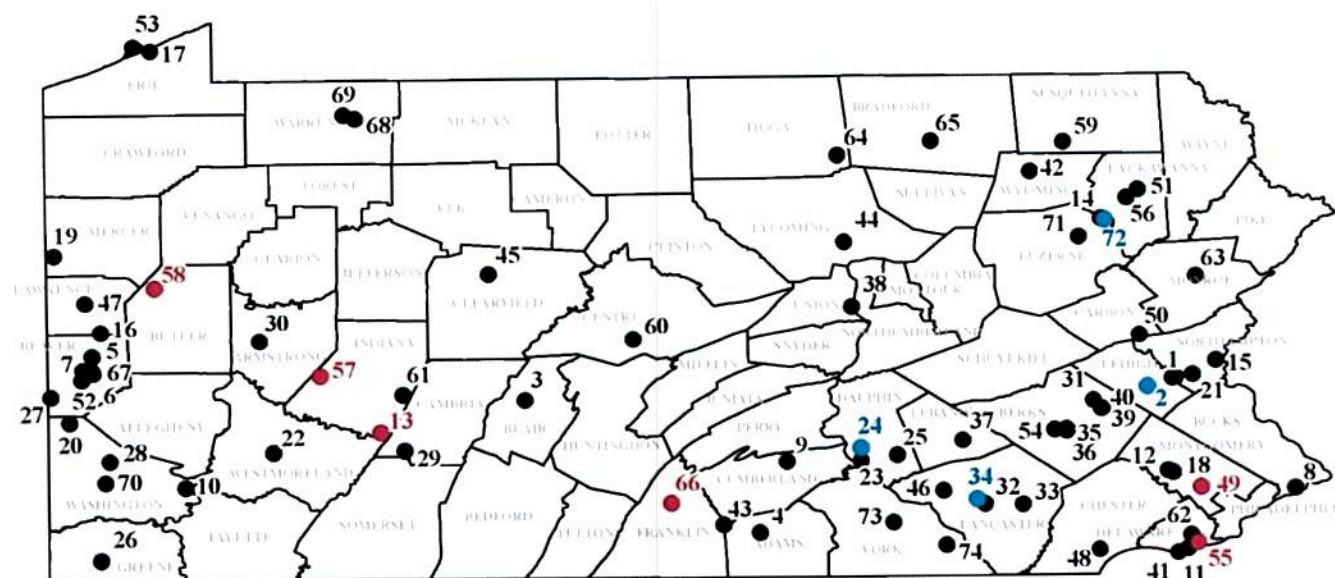 53
17
ERIE
69
68
WARREN
MCKEAN
POTTER
TIOGA
BRADFORD
SUSQUEHANNA
64
65
59
CRAWFORD
WAYNE
42
LACKAWANNA
51
56
WYOMING
14
72
71
FOREST
ELK
CAMERON
SULLIVAN
VENANGO
MERCER
19
44
LYCOMING
PIKE
CLINTON
LUZERNE
63
MONROE
58
CLARION
JEFFERSON
45
CLEARFIELD
COLUMBIA
MONTOUR
LAWRENCE
47
UNION
38
CARBON
50
BUTLER
CENTRE
60
NORTHUMBERLAND
SNYDER
16
30
ARMSTRONG
INDIANA
BEAVER
5
7
67
6
52
27
57
61
3
MIFFLIN
SCHUYLKILL
NORTHAMPTON
LEHIGH
1
15
21
2
31
40
39
CAMBRIA
BLAIR
JUNIATA
DAUPHIN
LEBANON
BERKS
BUCKS
20
ALLEGHENY
13
HUNTINGDON
PERRY
24
37
54
35
36
MONTGOMERY
28
22
29
9
25
23
12
18
70
WESTMORELAND
10
CUMBERLAND
46
34
32
33
49
8
WASHINGTON
66
LANCASTER
CHESTER
PHILADELPHIA
SOMERSET
BEDFORD
FULTON
FRANKLIN
43
4
ADAMS
73
YORK
74
62
DELAWARE
55
48
41
11
FAYETTE
26
GREENE